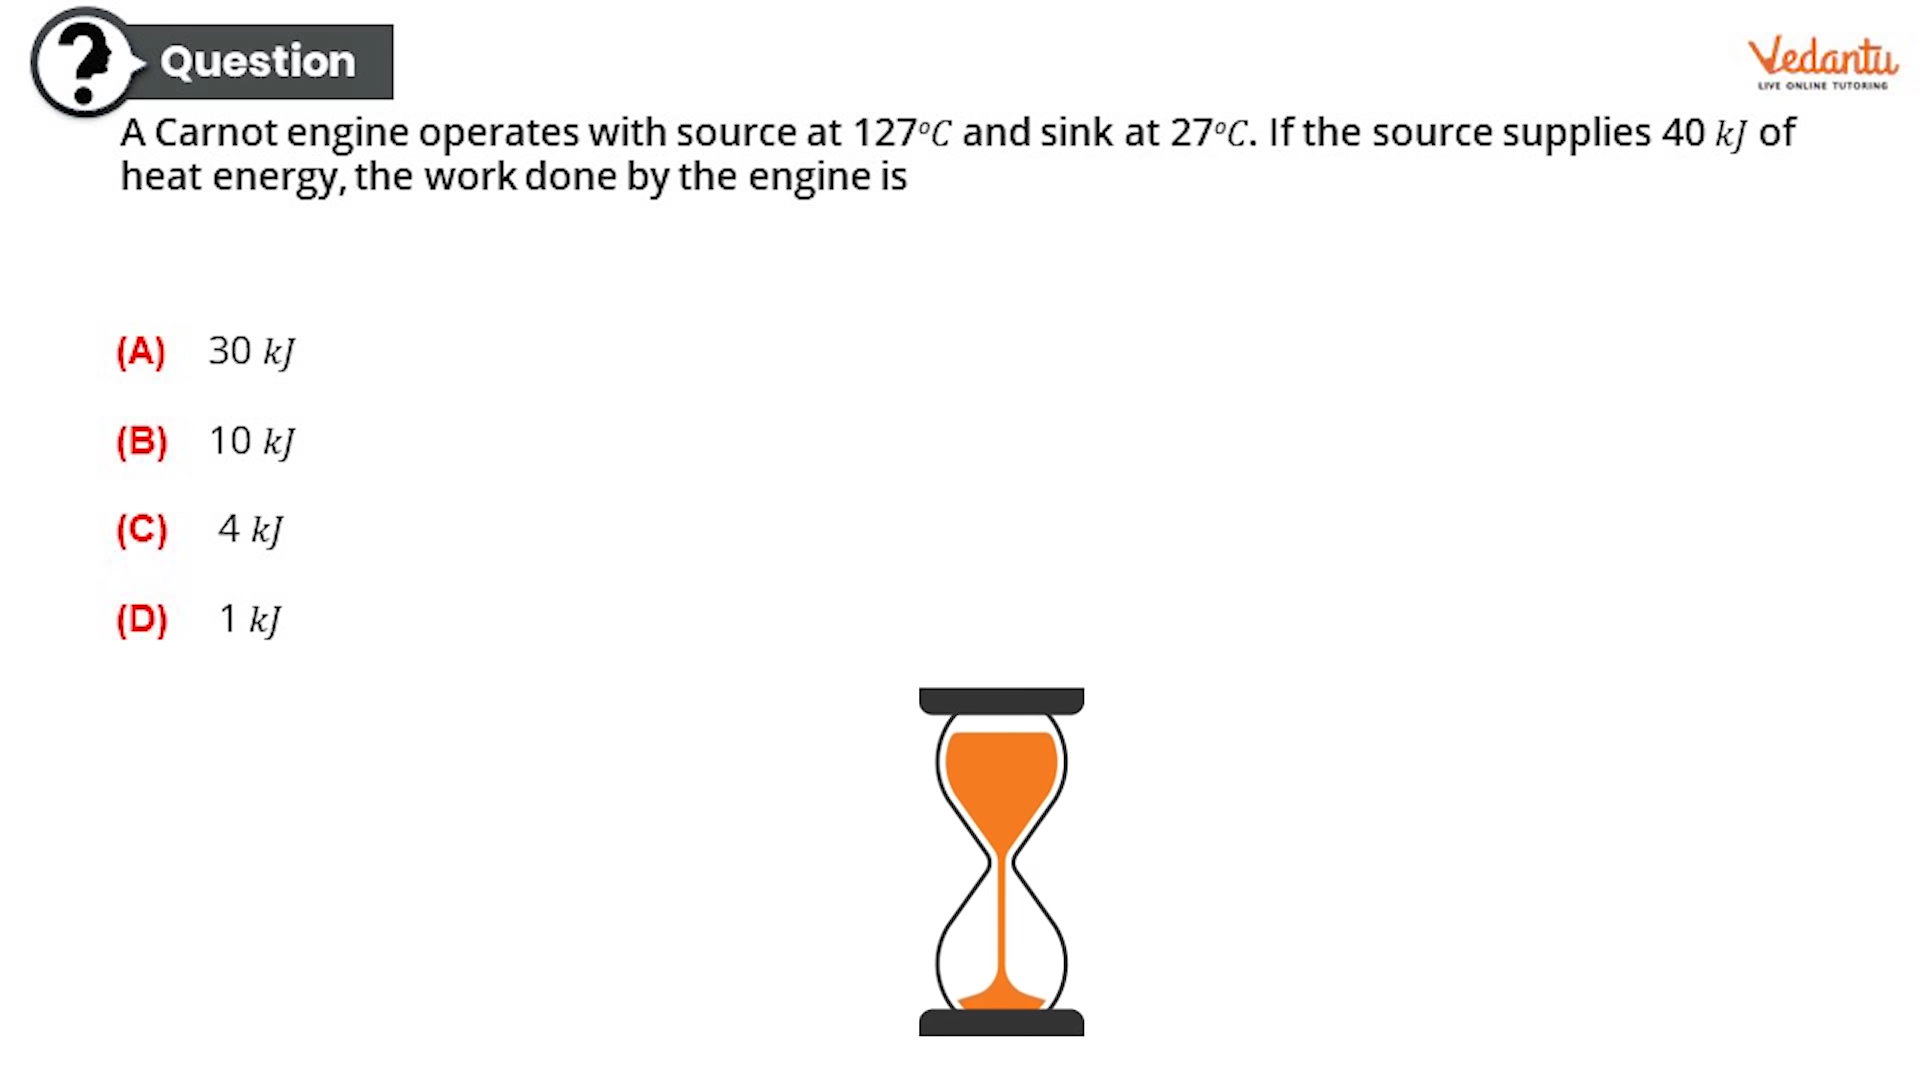 Question
Vedantu
LIVE ONLINE TUTORING
A Carnot engine operates with source at 127°C and sink at 27°C. If the source supplies 40 kJ of
heat energy, the work done by the engine is
(A) 30 kJ
(B) 10 kJ
(C) 4 kJ
(D) 1 kJ